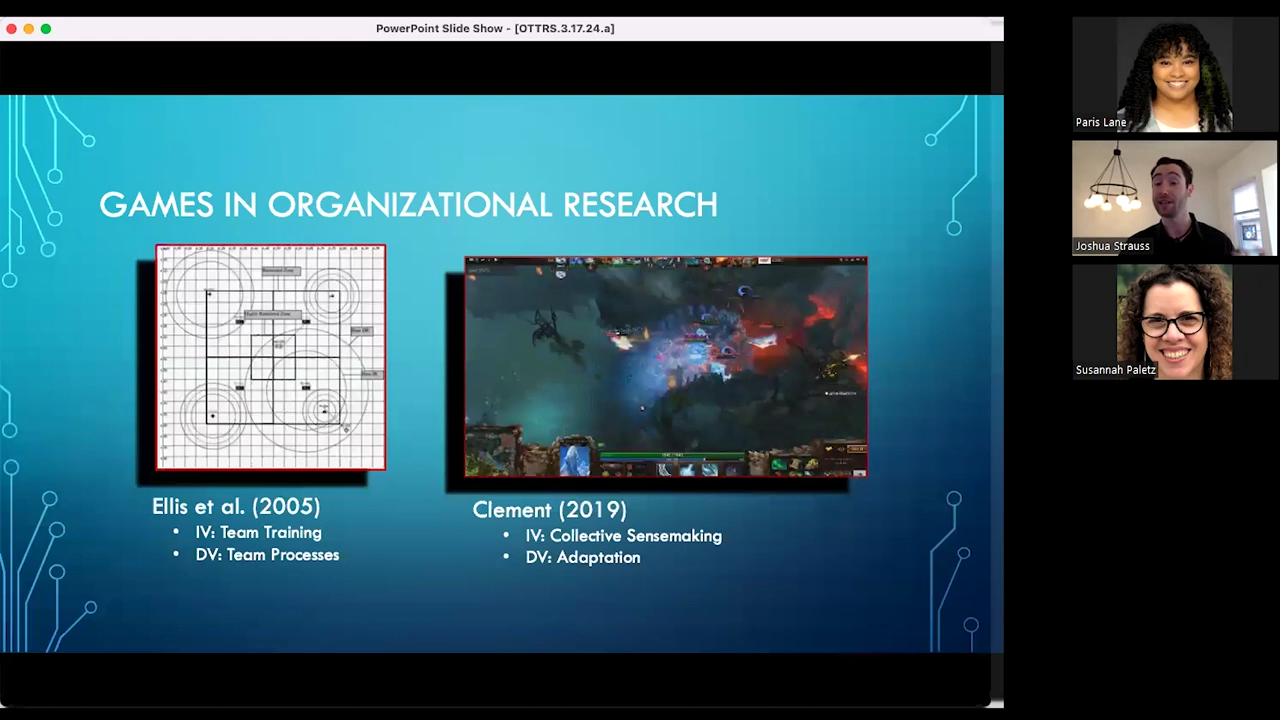 PowerPoint Slide Show - [OTTRS.3.17.24.a]
GAMES IN ORGANIZATIONAL RESEARCH
Ellis et al. (2005)
• IV: Team Training
• DV: Team Processes
Clement (2019)
• IV: Collective Sensemaking
• DV: Adaptation
Paris Lane
Joshua Strauss
Susannah Paletz